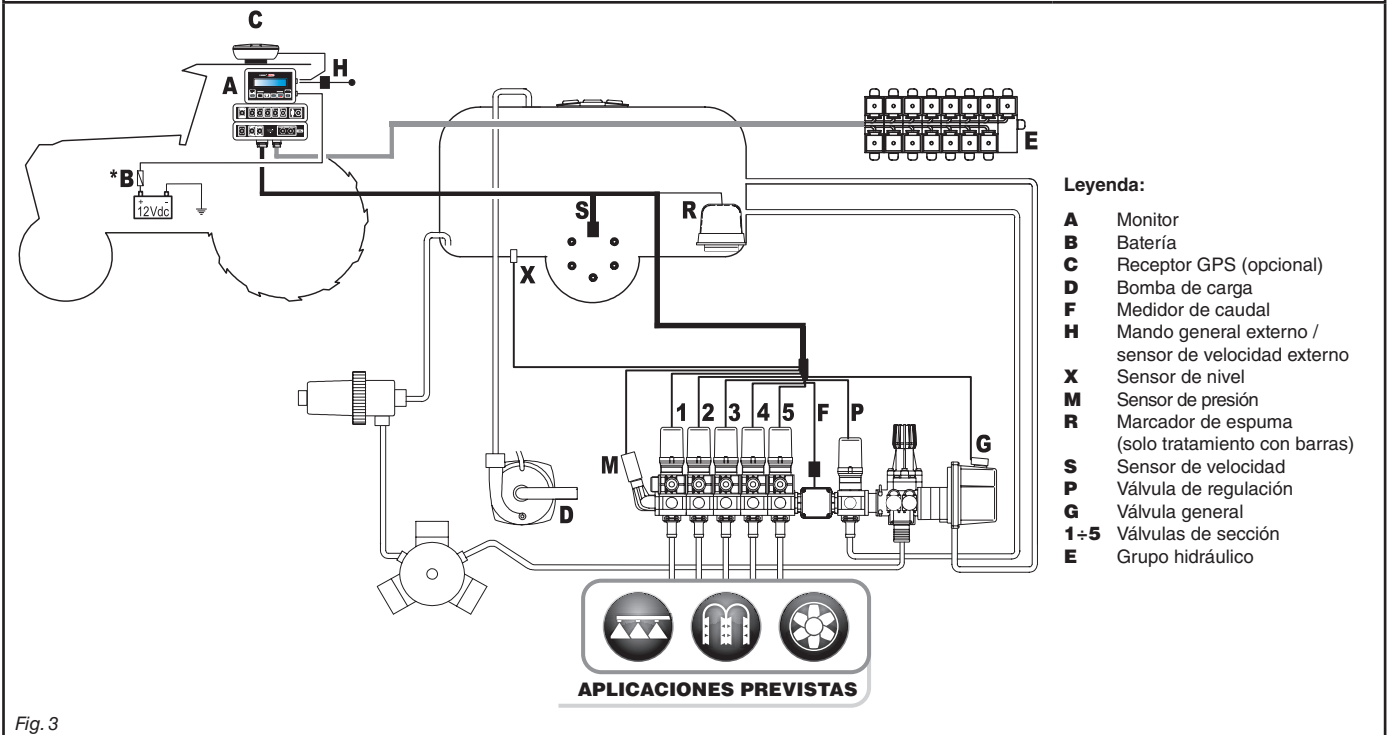 C
H
A
E
*B
+ -
12Vdc
S
R
X
1 2 3 4 5 F P
M
G
D
APLICACIONES PREVISTAS
Leyenda:
A Monitor
B Batería
C Receptor GPS (opcional)
D Bomba de carga
F Medidor de caudal
H Mando general externo /
sensor de velocidad externo
X Sensor de nivel
M Sensor de presión
R Marcador de espuma
(solo tratamiento con barras)
S Sensor de velocidad
P Válvula de regulación
G Válvula general
1÷5 Válvulas de sección
E Grupo hidráulico
Fig. 3